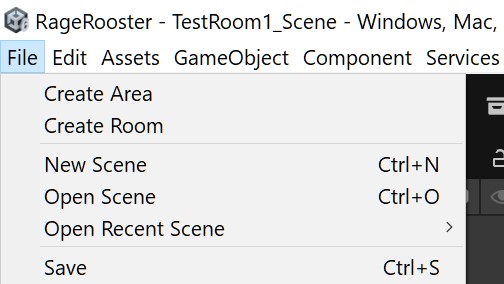 RageRooster - TestRoom1_Scene - Windows, Mac,
File Edit Assets GameObject Component Services
Create Area
Create Room
New Scene Ctrl+N
Open Scene Ctrl+O
Open Recent Scene
Save Ctrl+S